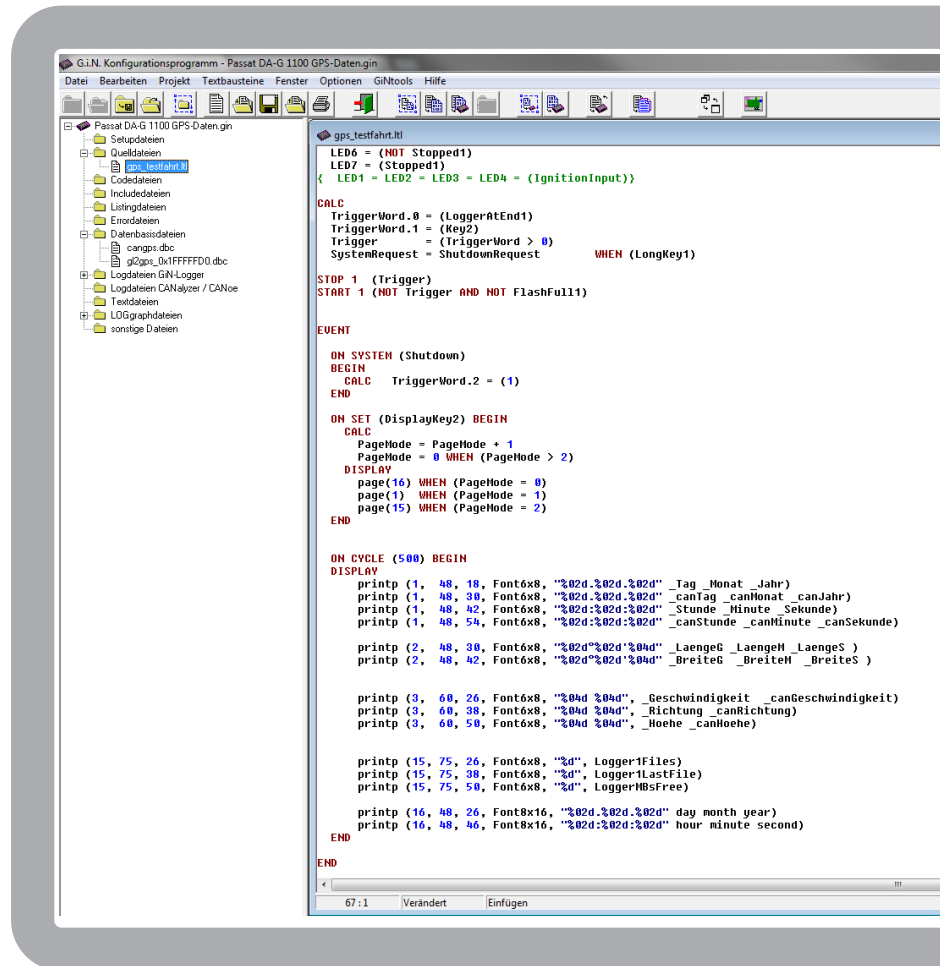 G.i.N. Konfigurationsprogramm - Passat DA-G 1100 GPS-Daten.gin
Datei Bearbeiten Projekt Textbausteine Fenster Optionen GiNtools Hilfe
Passat DA-G 1100 GPS-Daten.gin
Setupdateien
Quelldateien
gps_testfahrt.ltl
Codedateien
Includedateien
Listingdateien
Errordateien
Datenbasisdateien
cangps.dbc
gl2gps_0x1FFFFFD0.dbc
Logdateien GiN-Logger
Logdateien CANalyzer / CANoe
Textdateien
LOGgraphdateien
sonstige Dateien
gps_testfahrt.ltl
LED6 = (NOT Stopped1)
LED7 = (Stopped1)
{ LED1 = LED2 = LED3 = LED4 = (IgnitionInput)}
CALC
TriggerWord.0 = (LoggerAtEnd1)
TriggerWord.1 = (Key2)
Trigger = (TriggerWord > 0)
SystemRequest = ShutdownRequest WHEN (LongKey1)
STOP 1 (Trigger)
START 1 (NOT Trigger AND NOT FlashFull1)
EVENT
ON SYSTEM (Shutdown)
BEGIN
CALC TriggerWord.2 = (1)
END
ON SET (DisplayKey2) BEGIN
CALC
PageMode = PageMode + 1
PageMode = 0 WHEN (PageMode > 2)
DISPLAY
page(16) WHEN (PageMode = 0)
page(1) WHEN (PageMode = 1)
page(15) WHEN (PageMode = 2)
END
ON CYCLE (500) BEGIN
DISPLAY
printp (1, 48, 18, Font6x8, "%02d.%02d.%02d" _Tag _Monat _Jahr)
printp (1, 48, 30, Font6x8, "%02d.%02d.%02d" _canTag _canMonat _canJahr)
printp (1, 48, 42, Font6x8, "%02d:%02d:%02d" _Stunde _Minute _Sekunde)
printp (1, 48, 54, Font6x8, "%02d:%02d:%02d" _canStunde _canMinute _canSekunde)
printp (2, 48, 30, Font6x8, "%02d°%02d'%04d" _LaengeG _LaengeM _LaengeS )
printp (2, 48, 42, Font6x8, "%02d°%02d'%04d" _BreiteG _BreiteM _BreiteS )
printp (3, 60, 26, Font6x8, "%04d %04d", _Geschwindigkeit _canGeschwindigkeit)
printp (3, 60, 38, Font6x8, "%04d %04d", _Richtung _canRichtung)
printp (3, 60, 50, Font6x8, "%04d %04d", _Hoehe _canHoehe)
printp (15, 75, 26, Font6x8, "%d", Logger1Files)
printp (15, 75, 38, Font6x8, "%d", Logger1LastFile)
printp (15, 75, 50, Font6x8, "%d", LoggerMBsFree)
printp (16, 48, 26, Font8x16, "%02d.%02d.%02d" day month year)
printp (16, 48, 46, Font8x16, "%02d:%02d:%02d" hour minute second)
END
END
67:1 Verändert Einfügen